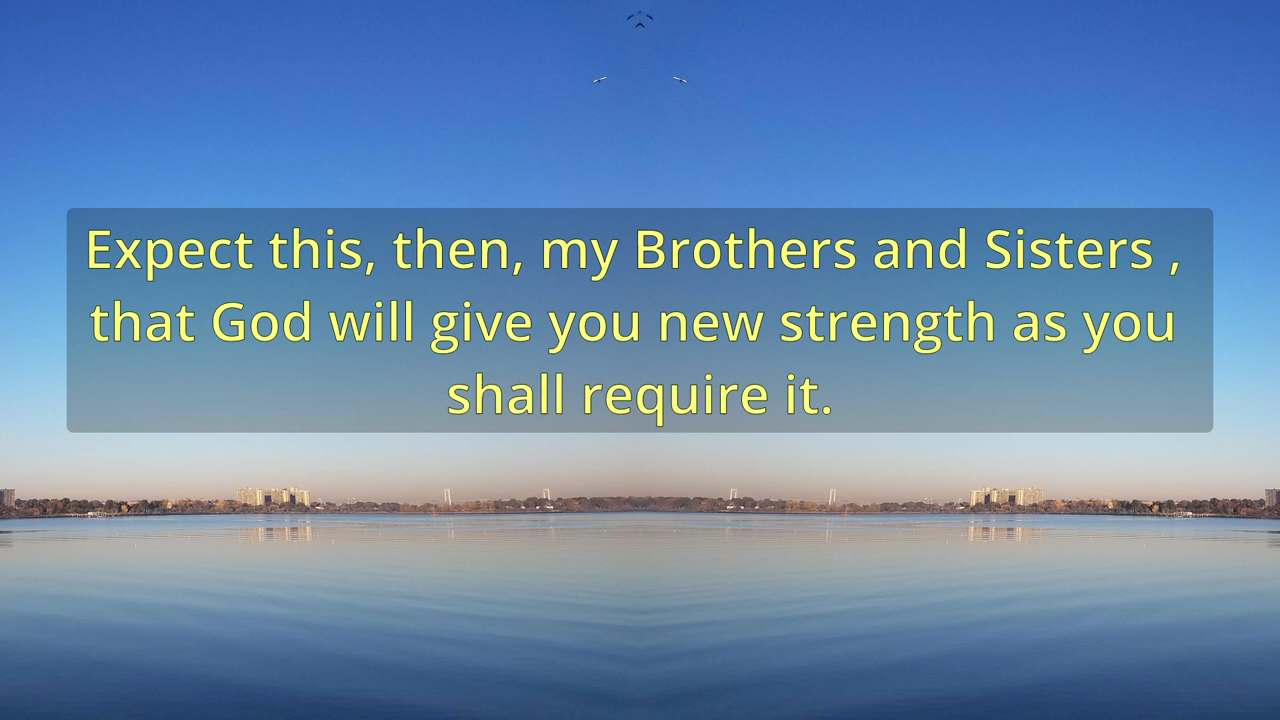 Expect this, then, my Brothers and Sisters ,
that God will give you new strength as you
shall require it.